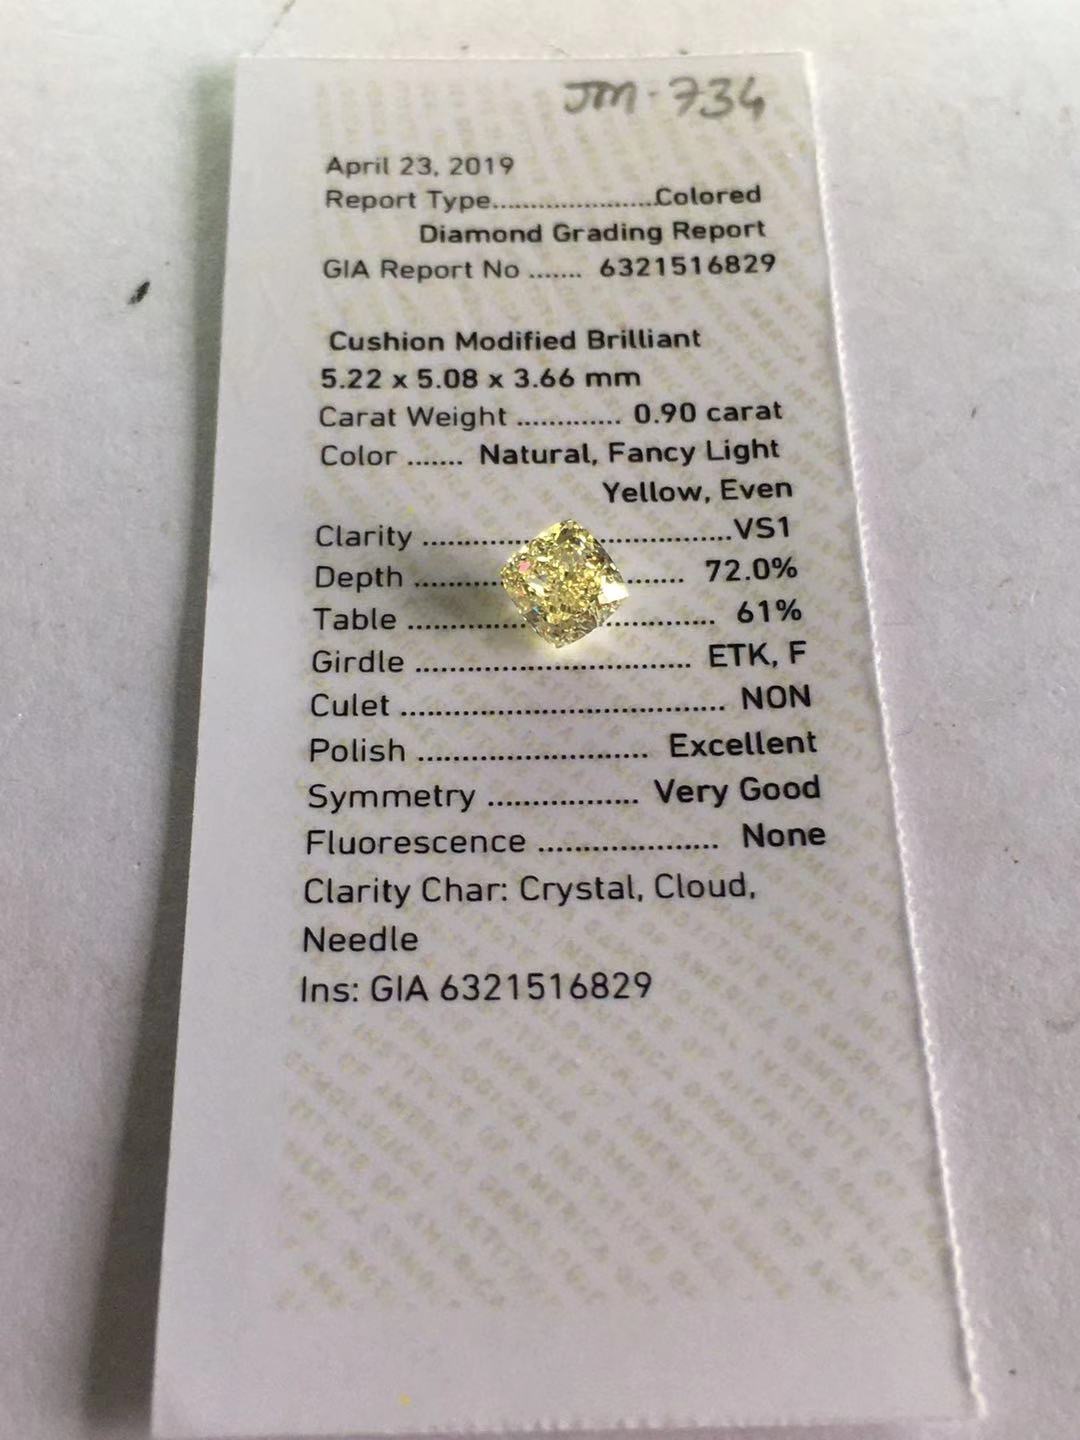 JM-734
April 23, 2019
Report Type......................Colored
Diamond Grading Report
GIA Report No ....... 6321516829
Cushion Modified Brilliant
5.22 x 5.08 x 3.66 mm
Carat Weight ............. 0.90 carat
Color ....... Natural, Fancy Light
Yellow, Even
Clarity ..........................VS1
Depth ................ 72.0%
Table .......................... 61%
Girdle ................................. ETK, F
Culet ....................................... NON
Polish ............................ Excellent
Symmetry .................. Very Good
Fluorescence ..................... None
Clarity Char: Crystal, Cloud,
Needle
Ins: GIA 6321516829